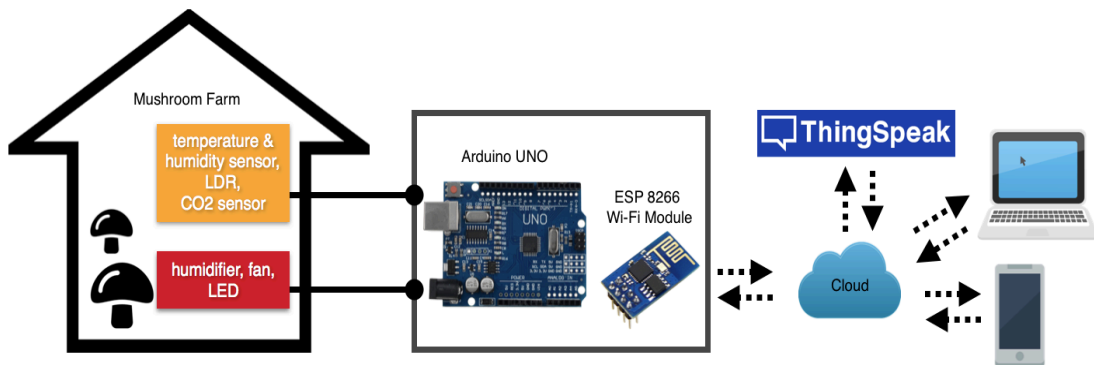 Mushroom Farm
temperature &
humidity sensor,
LDR,
CO2 sensor
humidifier, fan,
LED
Arduino UNO
UNO
ESP 8266
Wi-Fi Module
ThingSpeak
Cloud